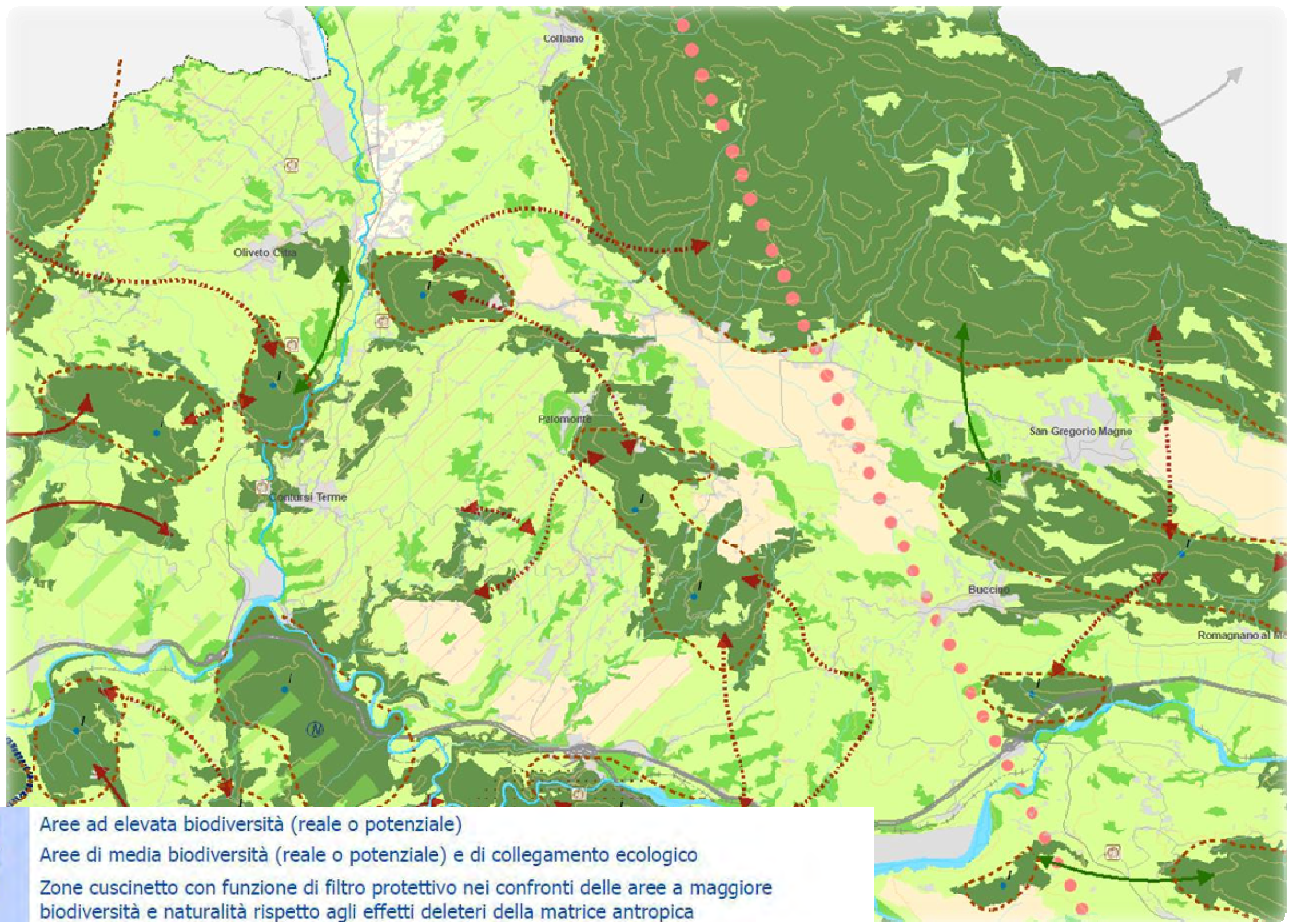 Colliano
Oliveto Citra
Palomonte
San Gregorio Magno
Contursi Terme
Buccino
Romagnano al M
Aree ad elevata biodiversità (reale o potenziale)
Aree di media biodiversità (reale o potenziale) e di collegamento ecologico
Zone cuscinetto con funzione di filtro protettivo nei confronti delle aree a maggiore
biodiversità e naturalità rispetto agli effetti deleteri della matrice antropica